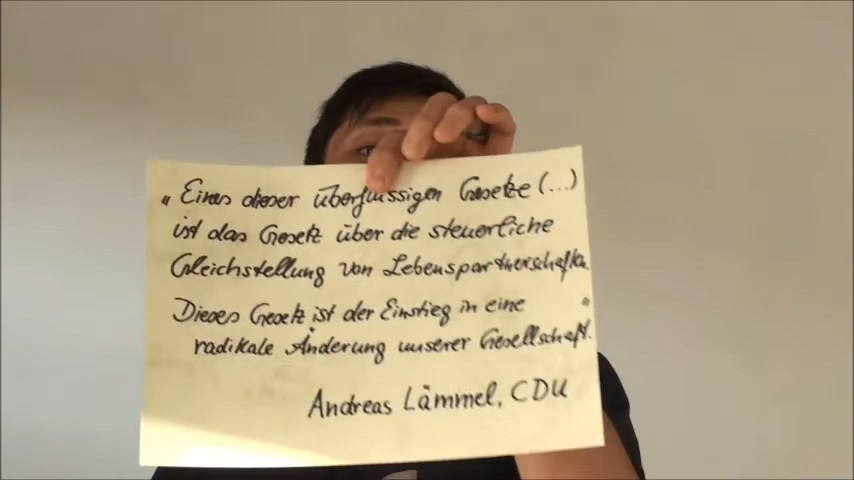 "Eines dieser überflüssigen Gesetze (...)
ist das Gesetz über die steuerliche
Gleichstellung von Lebenspartnerschaften.
Dieses Gesetz ist der Einstieg in eine
radikale Änderung unserer Gesellschaft."
Andreas Lämmel, CDU